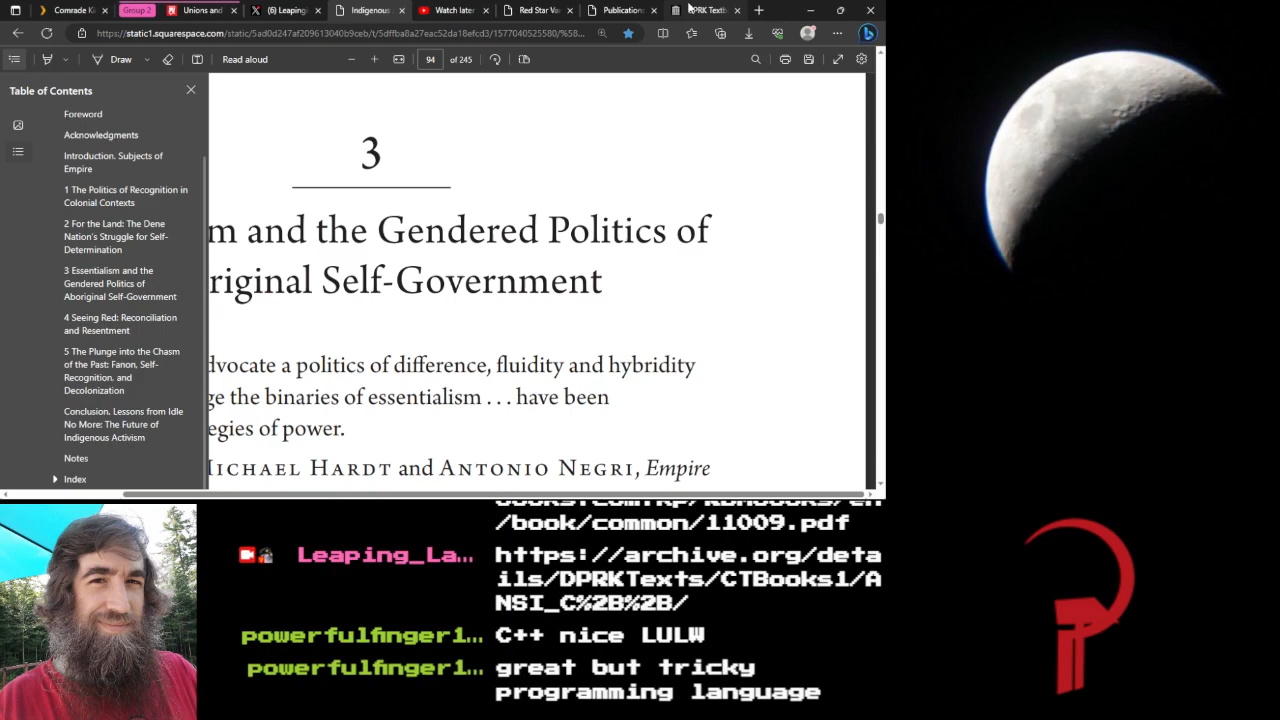 Comrade K
Group 2
Unions and
(6) Leaping
Indigenous
Watch later
Red Star Va
Publications
DPRK Texts
https://static1.squarespace.com/static/5ad0d247af209613040b9ceb/t/5dffba8a27eac52da18efcd3/1577040525580/%58...
Draw
Read aloud
94 of 245
Table of Contents
Foreword
Acknowledgments
Introduction. Subjects of
Empire
1 The Politics of Recognition in
Colonial Contexts
2 For the Land: The Dene
Nation's Struggle for Self-
Determination
3 Essentialism and the
Gendered Politics of
Aboriginal Self-Government
4 Seeing Red: Reconciliation
and Resentment
5 The Plunge into the Chasm
of the Past: Fanon, Self-
Recognition, and
Decolonization
Conclusion. Lessons from Idle
No More: The Future of
Indigenous Activism
Notes
Index
3
m and the Gendered Politics of
riginal Self-Government
dvocate a politics of difference, fluidity and hybridity
ge the binaries of essentialism . . . have been
egies of power.
MICHAEL HARDT and ANTONIO NEGRI, Empire
/book/common/11009.pdf
Leaping_La... https://archive.org/deta
ils/DPRKTexts/CTBooks1/A
NSI_C%2B%2B/
powerfulfinger1... C++ nice LULW
powerfulfinger1... great but tricky
programming language